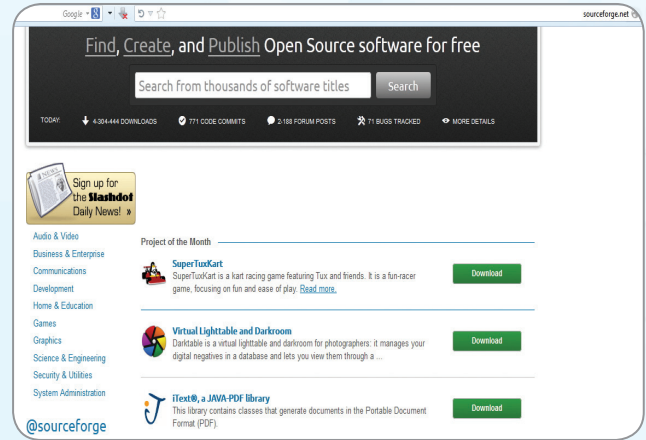 Google
sourceforge.net
Find, Create, and Publish Open Source software for free
Search from thousands of software titles
Search
TODAY: 4-304-444 DOWNLOADS 771 CODE COMMITS 2-188 FORUM POSTS 71 BUGS TRACKED MORE DETAILS
NEWS
Sign up for
the Slashdot
Daily News! »
Audio & Video
Business & Enterprise
Communications
Development
Home & Education
Games
Graphics
Science & Engineering
Security & Utilities
System Administration
@sourceforge
Project of the Month
SuperTuxKart
SuperTuxKart is a kart racing game featuring Tux and friends. It is a fun-racer
game, focusing on fun and ease of play. Read more.
Download
Virtual Lighttable and Darkroom
Darktable is a virtual lighttable and darkroom for photographers: it manages your
digital negatives in a database and lets you view them through a ...
Download
iText®, a JAVA-PDF library
This library contains classes that generate documents in the Portable Document
Format (PDF).
Download